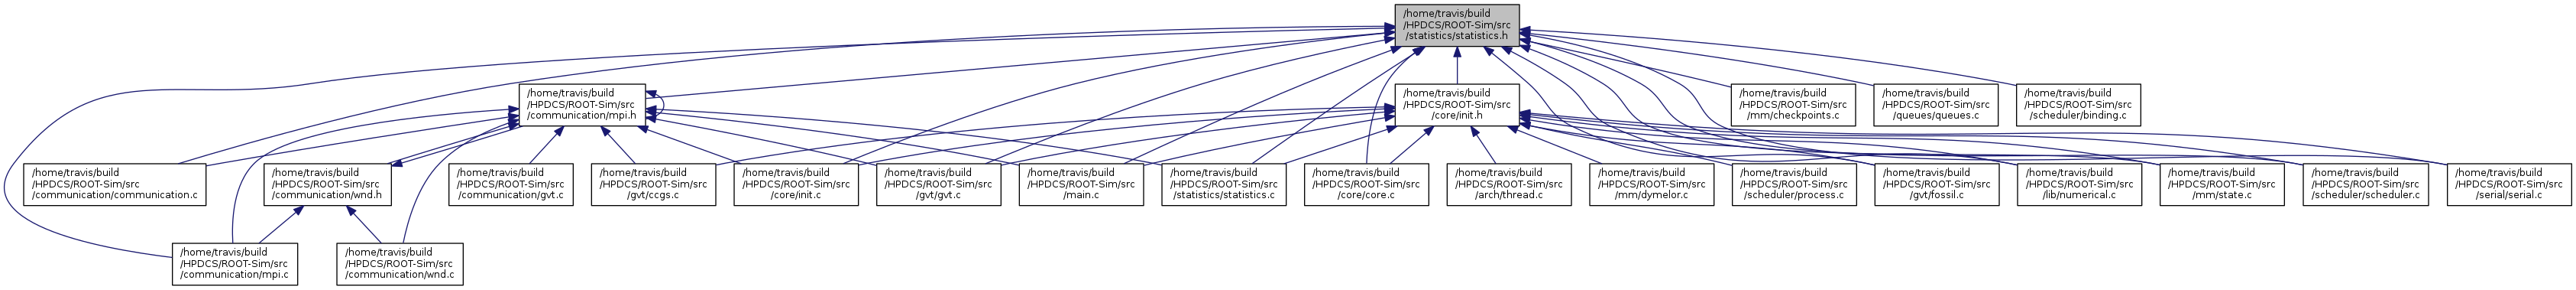 /home/travis/build
/HPDCS/ROOT-Sim/src
/statistics/statistics.h
/home/travis/build
/HPDCS/ROOT-Sim/src
/communication/mpi.h
/home/travis/build
/HPDCS/ROOT-Sim/src
/core/init.h
/home/travis/build
/HPDCS/ROOT-Sim/src
/mm/checkpoints.c
/home/travis/build
/HPDCS/ROOT-Sim/src
/queues/queues.c
/home/travis/build
/HPDCS/ROOT-Sim/src
/scheduler/binding.c
/home/travis/build
/HPDCS/ROOT-Sim/src
/communication/communication.c
/home/travis/build
/HPDCS/ROOT-Sim/src
/communication/wnd.h
/home/travis/build
/HPDCS/ROOT-Sim/src
/communication/gvt.c
/home/travis/build
/HPDCS/ROOT-Sim/src
/gvt/ccgs.c
/home/travis/build
/HPDCS/ROOT-Sim/src
/core/init.c
/home/travis/build
/HPDCS/ROOT-Sim/src
/gvt/gvt.c
/home/travis/build
/HPDCS/ROOT-Sim/src
/main.c
/home/travis/build
/HPDCS/ROOT-Sim/src
/statistics/statistics.c
/home/travis/build
/HPDCS/ROOT-Sim/src
/core/core.c
/home/travis/build
/HPDCS/ROOT-Sim/src
/arch/thread.c
/home/travis/build
/HPDCS/ROOT-Sim/src
/mm/dymelor.c
/home/travis/build
/HPDCS/ROOT-Sim/src
/scheduler/process.c
/home/travis/build
/HPDCS/ROOT-Sim/src
/gvt/fossil.c
/home/travis/build
/HPDCS/ROOT-Sim/src
/lib/numerical.c
/home/travis/build
/HPDCS/ROOT-Sim/src
/mm/state.c
/home/travis/build
/HPDCS/ROOT-Sim/src
/scheduler/scheduler.c
/home/travis/build
/HPDCS/ROOT-Sim/src
/serial/serial.c
/home/travis/build
/HPDCS/ROOT-Sim/src
/communication/mpi.c
/home/travis/build
/HPDCS/ROOT-Sim/src
/communication/wnd.c